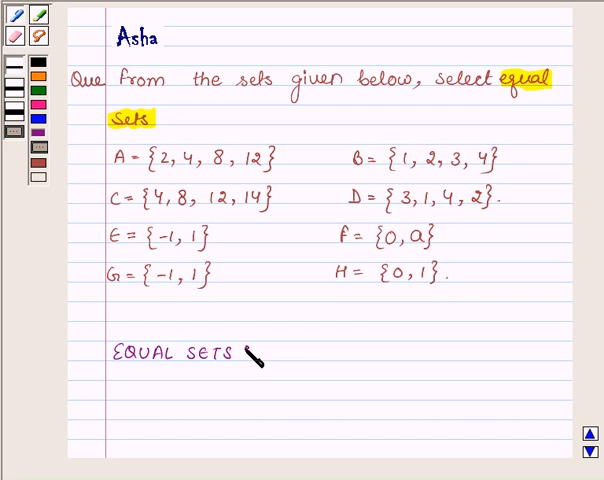 Asha
Que from the sets given below, select equal
sets
A = {2, 4, 8, 12} B = {1, 2, 3, 4}
C = {4, 8, 12, 14} D = {3, 1, 4, 2}.
E = {-1, 1} F = {0, a}
G = {-1, 1} H = {0, 1}.
EQUAL SETS